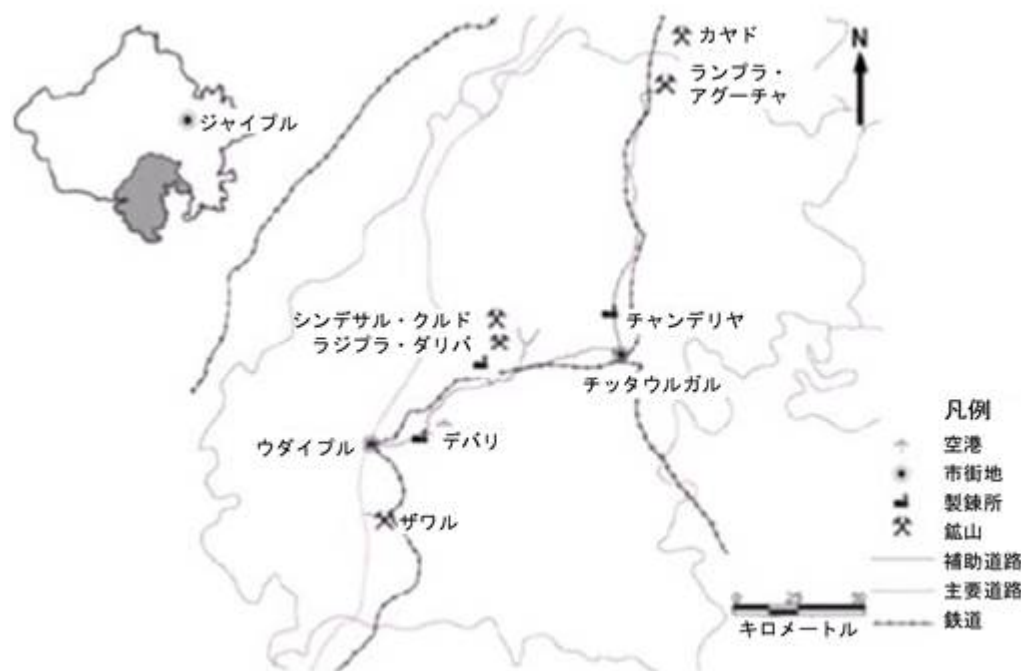 カヤド
N
ランプラ・
アグーチャ
ジャイプル
シンデサル・クルド
ラジプラ・ダリバ
チャンデリヤ
チッタウルガル
ウダイプル
デバリ
ザワル
凡例
空港
市街地
製錬所
鉱山
補助道路
主要道路
鉄道
0 25
キロメートル